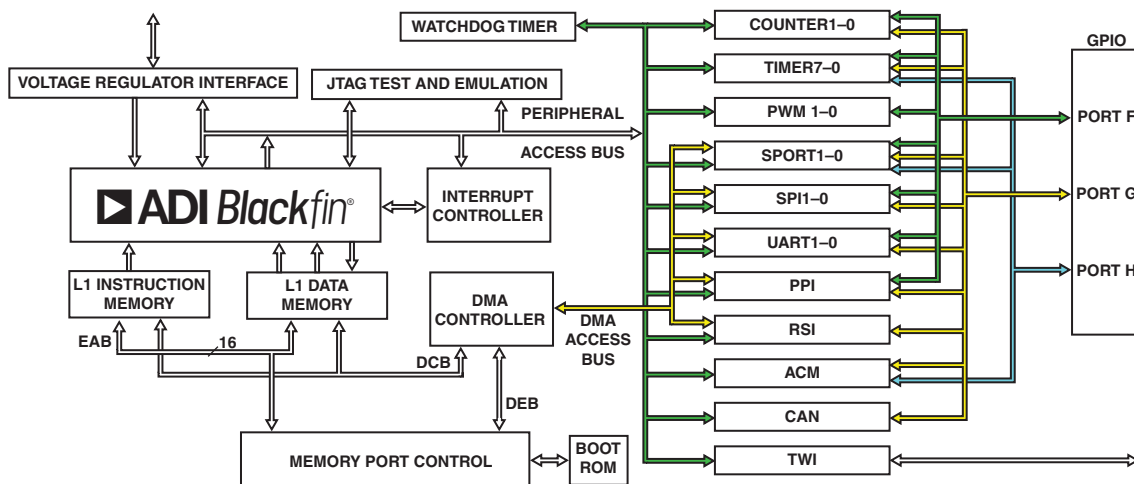 WATCHDOG TIMER
VOLTAGE REGULATOR INTERFACE
JTAG TEST AND EMULATION
PERIPHERAL
ACCESS BUS
ADI Blackfin®
INTERRUPT
CONTROLLER
L1 INSTRUCTION
MEMORY
L1 DATA
MEMORY
DMA
CONTROLLER
DMA
ACCESS
BUS
EAB
16
DCB
DEB
MEMORY PORT CONTROL
BOOT
ROM
COUNTER1–0
TIMER7–0
PWM 1–0
SPORT1–0
SPI1–0
UART1–0
PPI
RSI
ACM
CAN
TWI
GPIO
PORT F
PORT G
PORT H